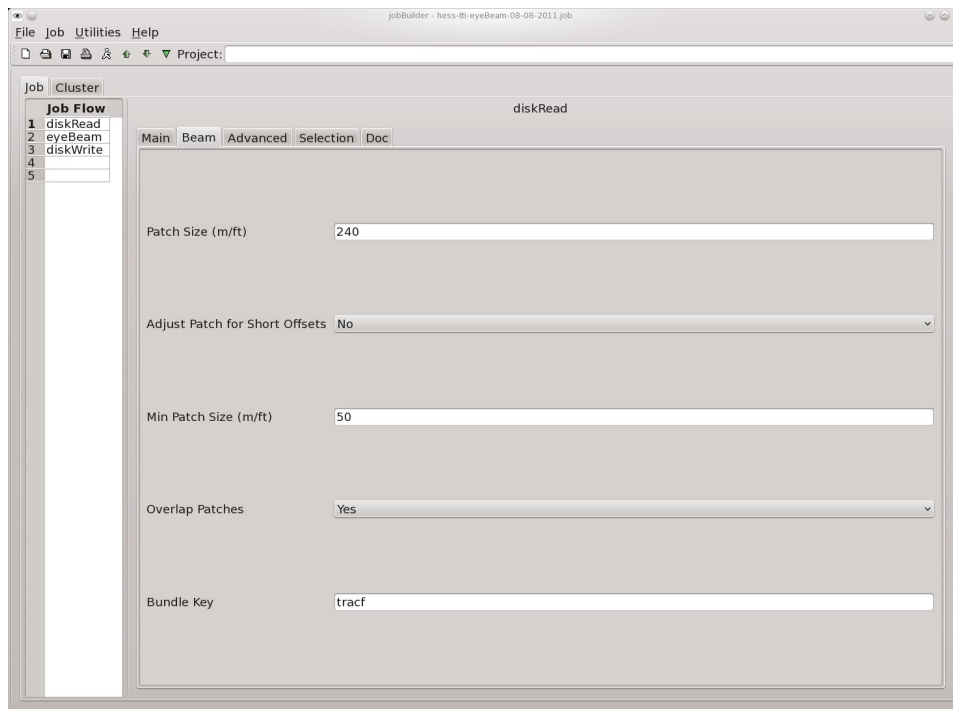 jobBuilder - hess-tti-eyeBeam-08-08-2011.job
File Job Utilities Help
Project:
Job Cluster
Job Flow
diskRead
1 diskRead
2 eyeBeam
3 diskWrite
4
5
Main Beam Advanced Selection Doc
Patch Size (m/ft) 240
Adjust Patch for Short Offsets No
Min Patch Size (m/ft) 50
Overlap Patches Yes
Bundle Key tracf